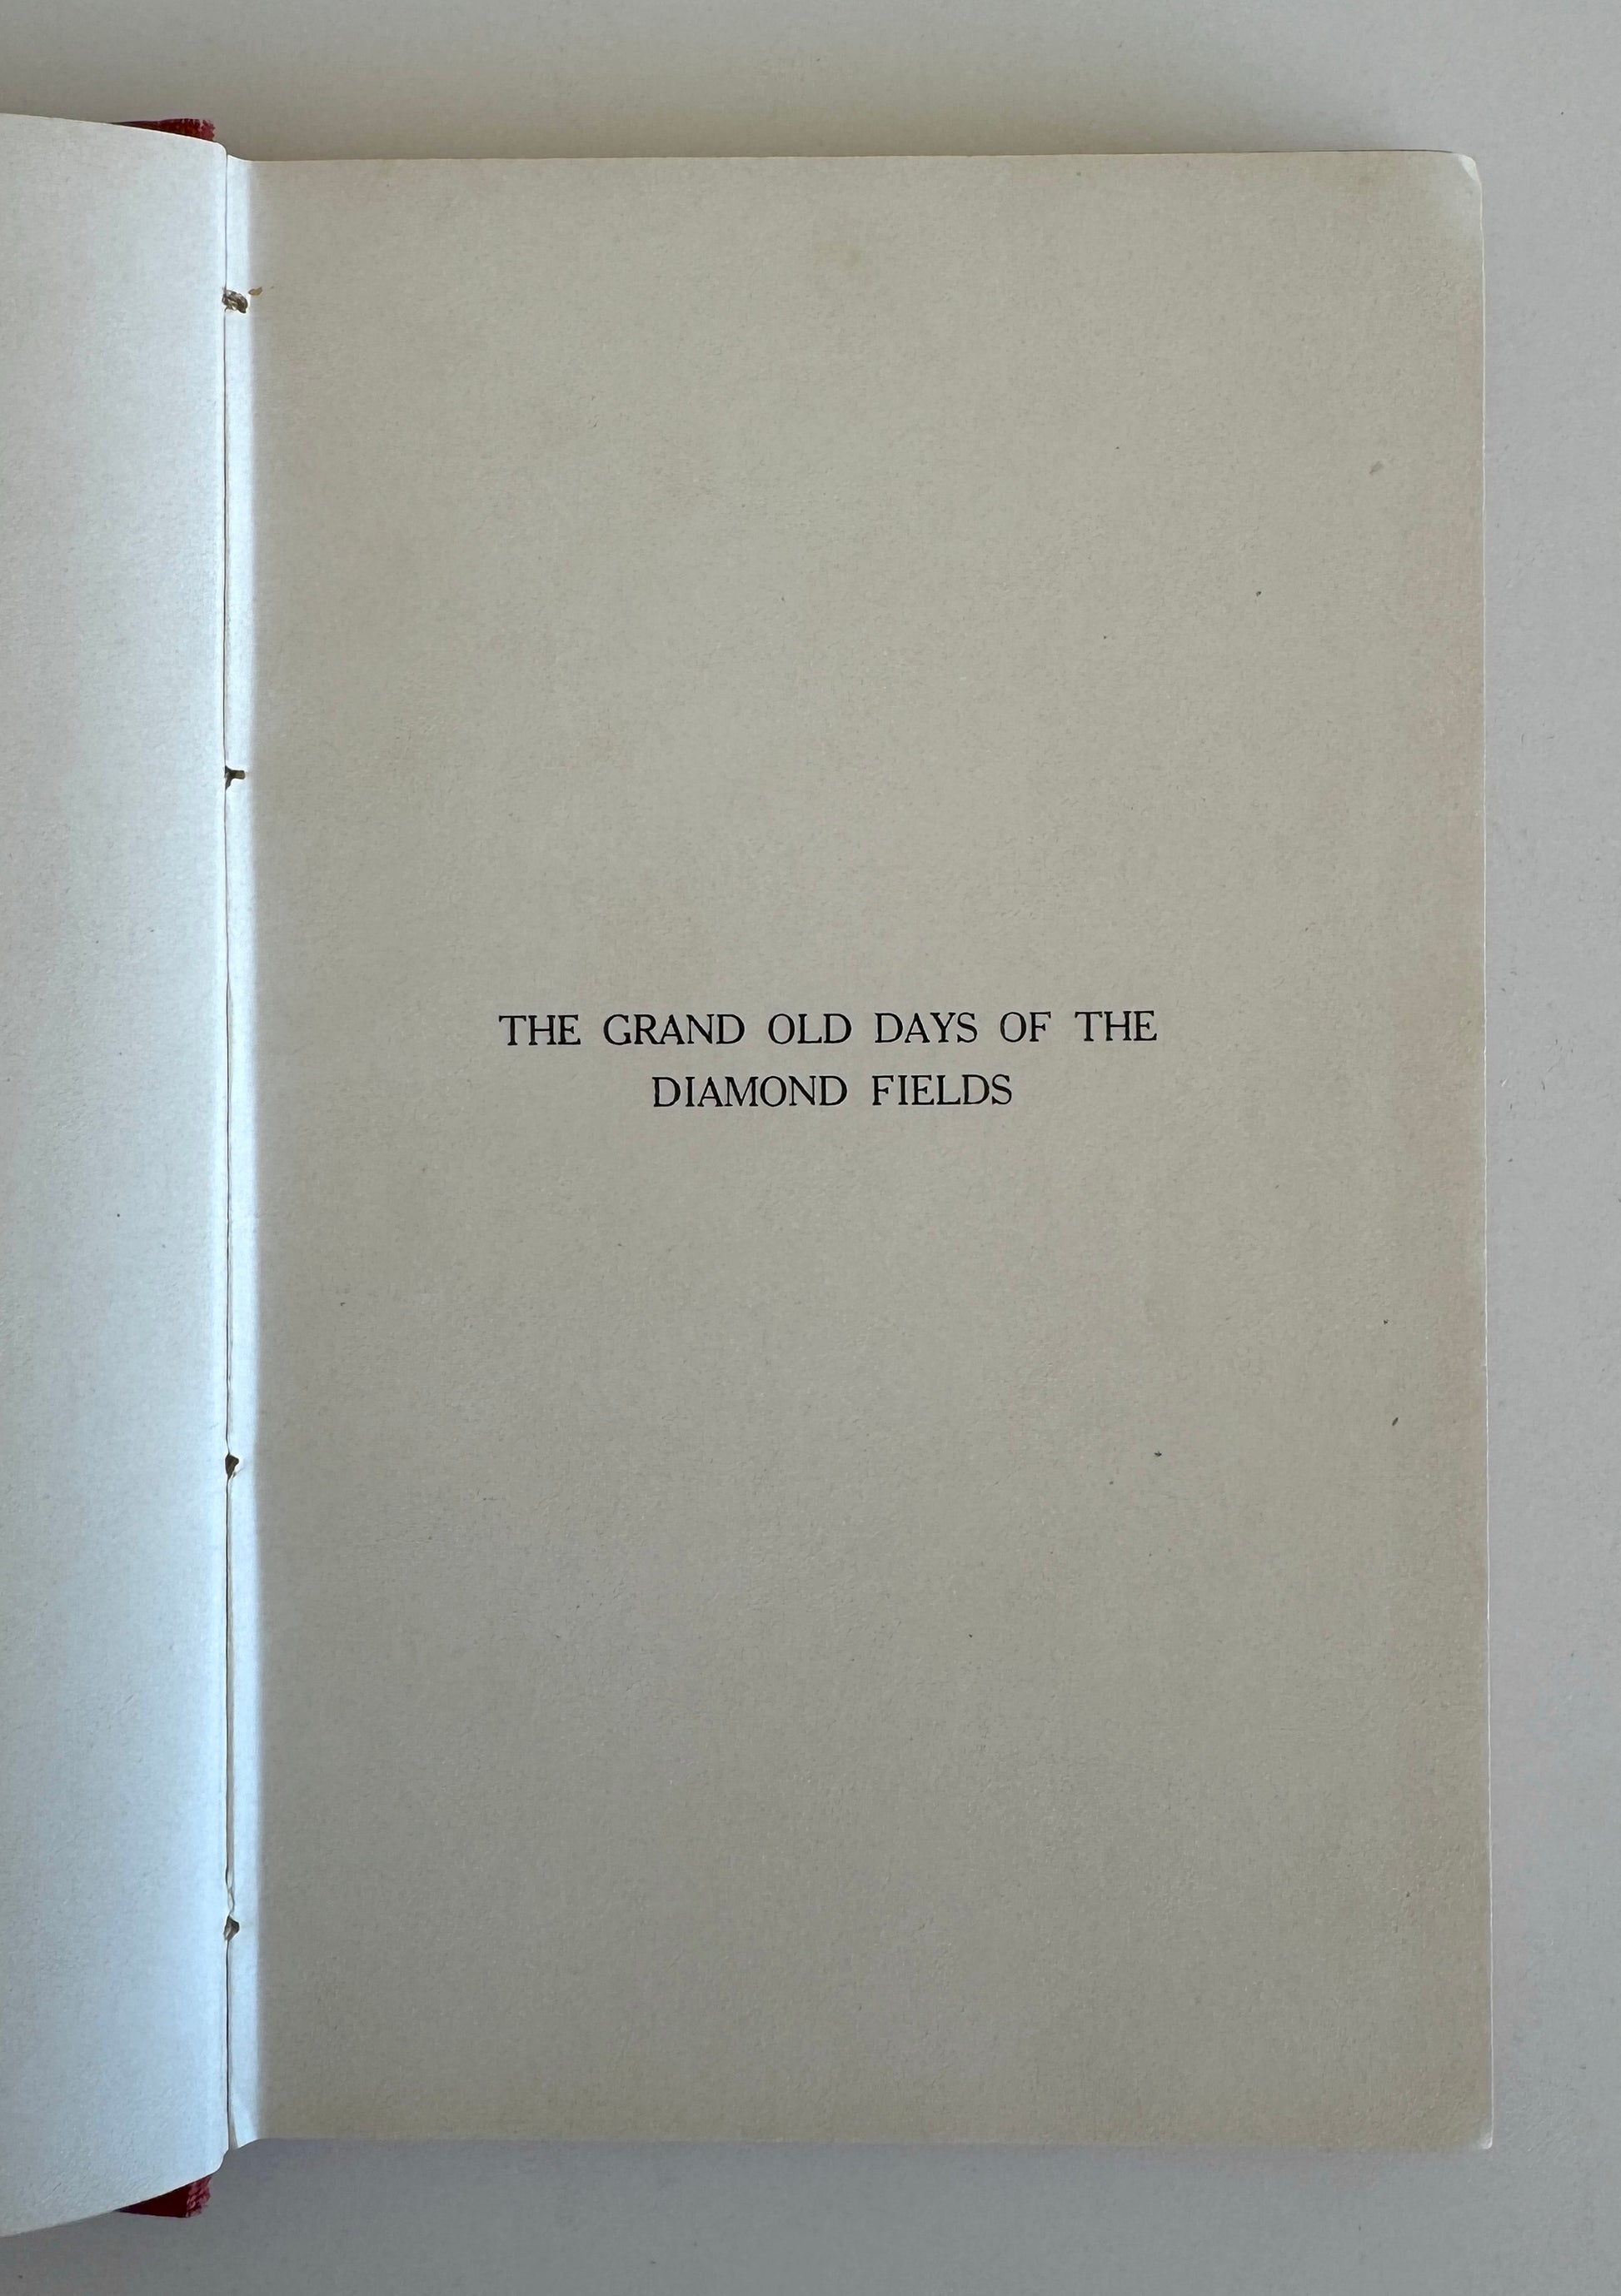 THE GRAND OLD DAYS OF THE
DIAMOND FIELDS